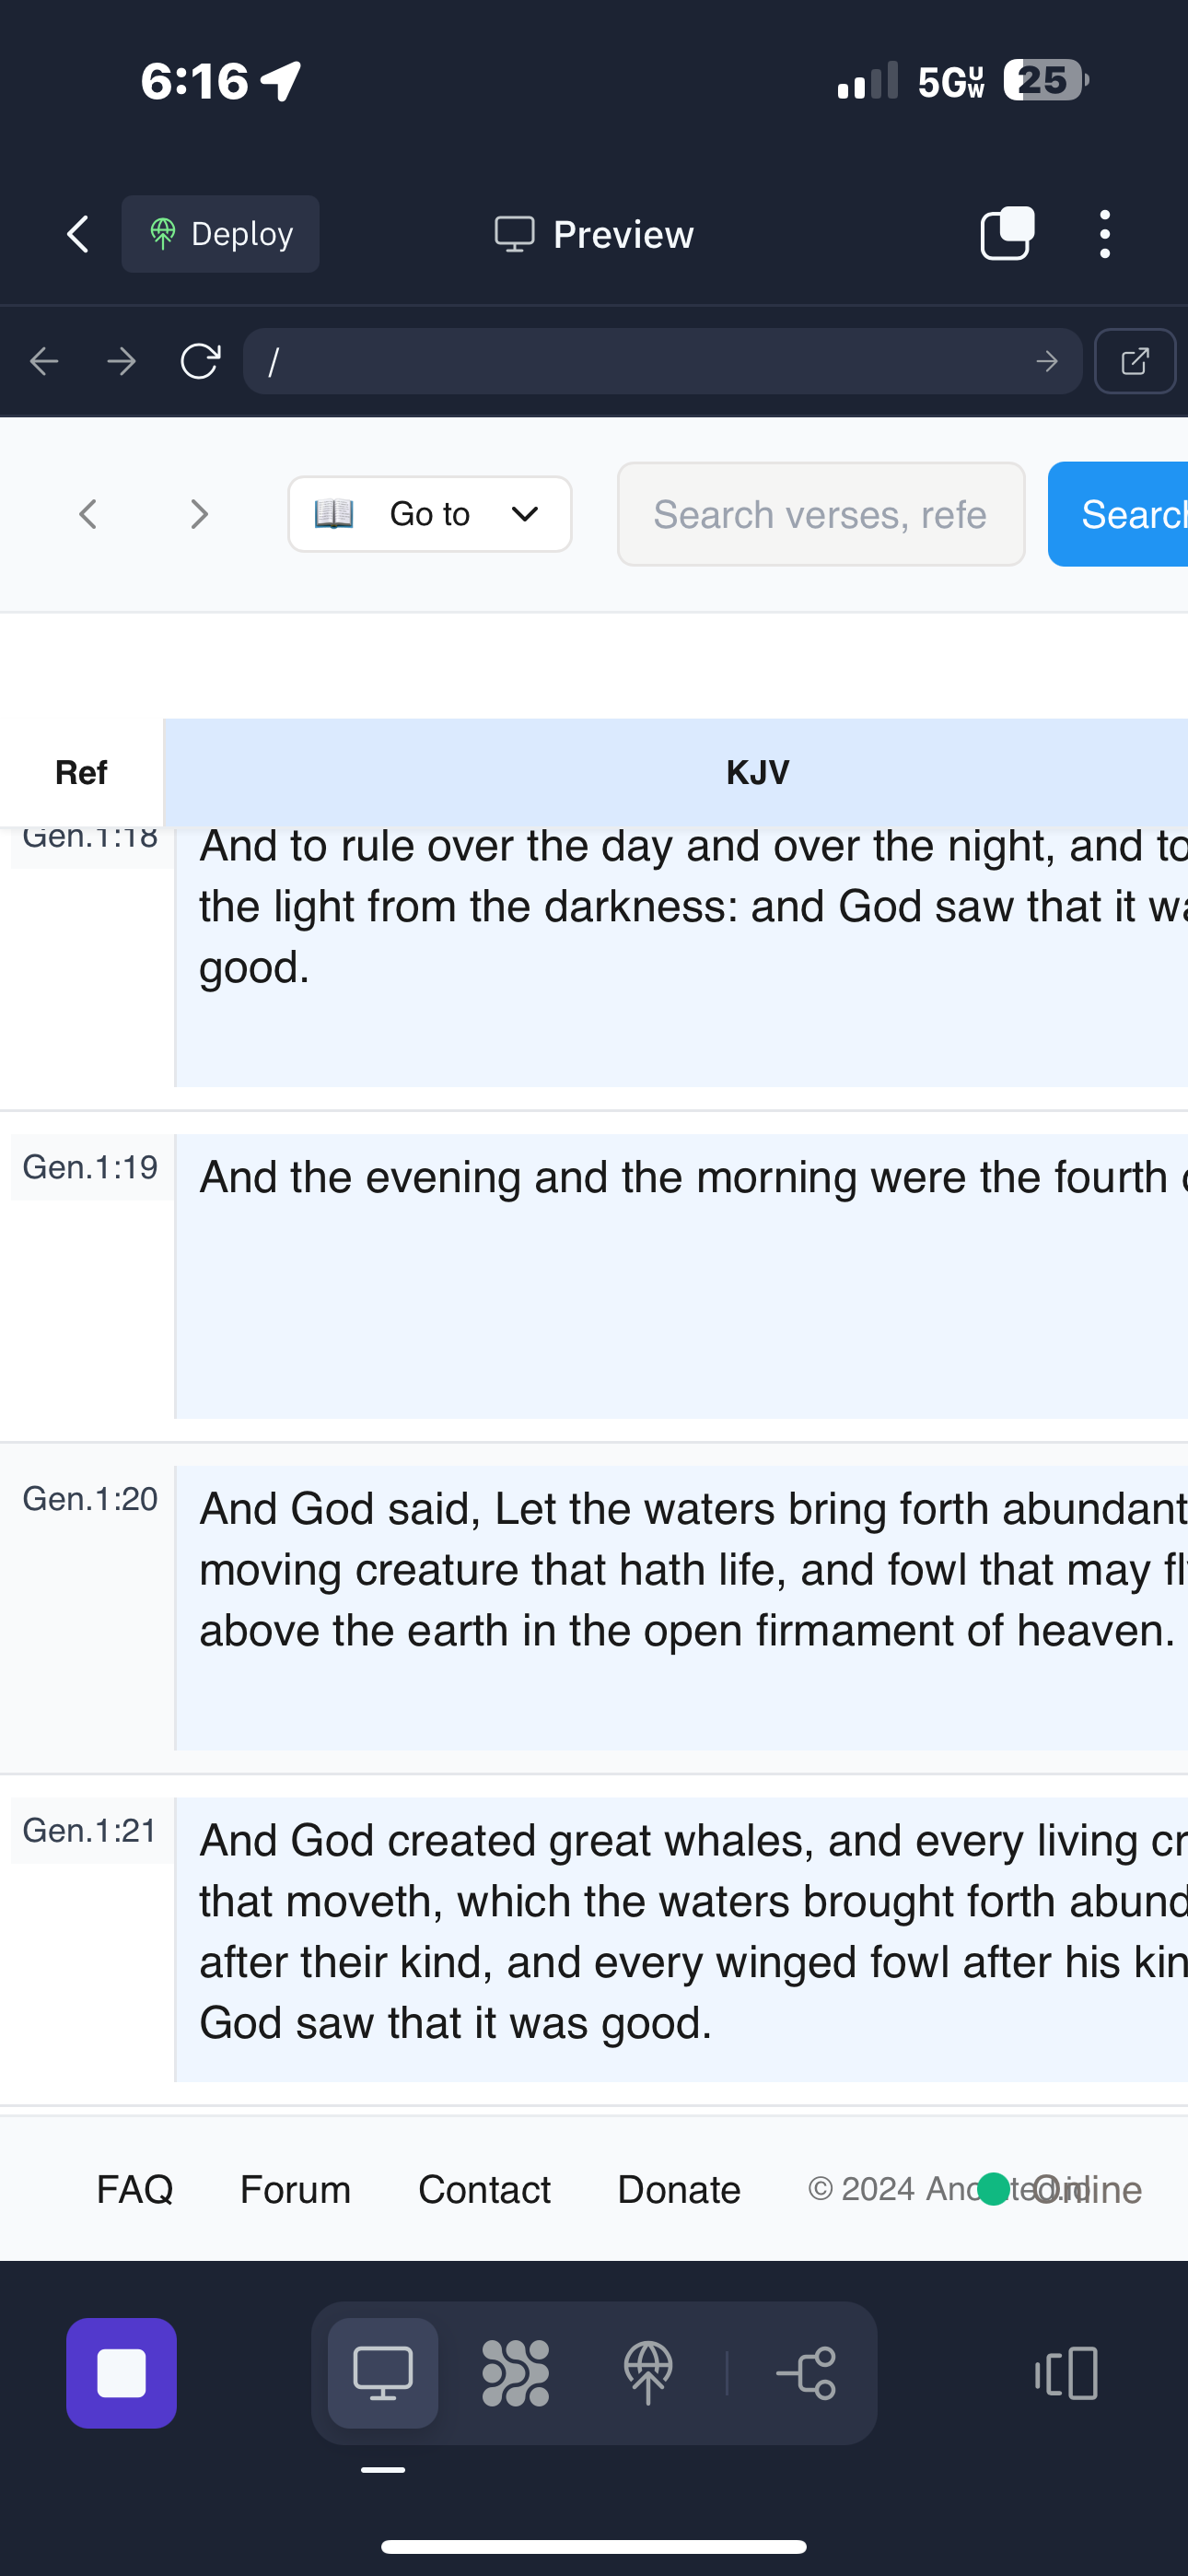 6:16 5GUW 25
Deploy Preview
/
Go to Search verses, refe Search
Ref KJV
Gen.1:18 And to rule over the day and over the night, and to
the light from the darkness: and God saw that it wa
good.
Gen.1:19 And the evening and the morning were the fourth
Gen.1:20 And God said, Let the waters bring forth abundant
moving creature that hath life, and fowl that may fl
above the earth in the open firmament of heaven.
Gen.1:21 And God created great whales, and every living cr
that moveth, which the waters brought forth abund
after their kind, and every winged fowl after his kin
God saw that it was good.
FAQ Forum Contact Donate © 2024 Online